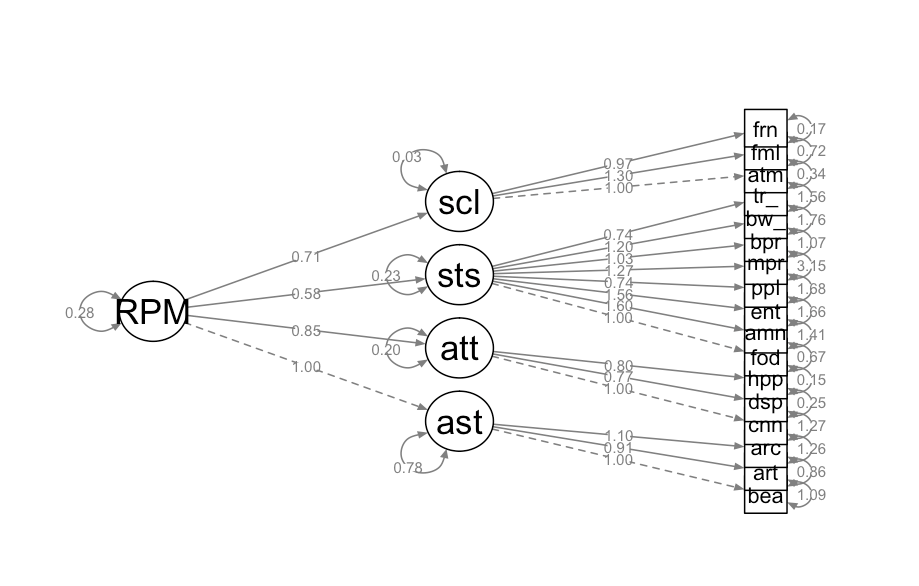 frn 0.17
fml 0.72
atm 0.34
tr_ 1.56
bw_ 1.76
bpr 1.07
mpr 3.15
ppl 1.68
ent 1.66
amn 1.41
fod 0.67
hpp 0.15
dsp 0.25
cnn 1.27
arc 1.26
art 0.86
bea 1.09
0.97
1.30
1.00
0.74
1.20
1.03
1.27
0.74
1.56
1.60
1.00
0.80
0.77
1.00
1.10
0.91
1.00
0.03
scl
0.23
sts
0.20
att
ast
0.78
0.71
0.58
0.85
1.00
0.28
RPM